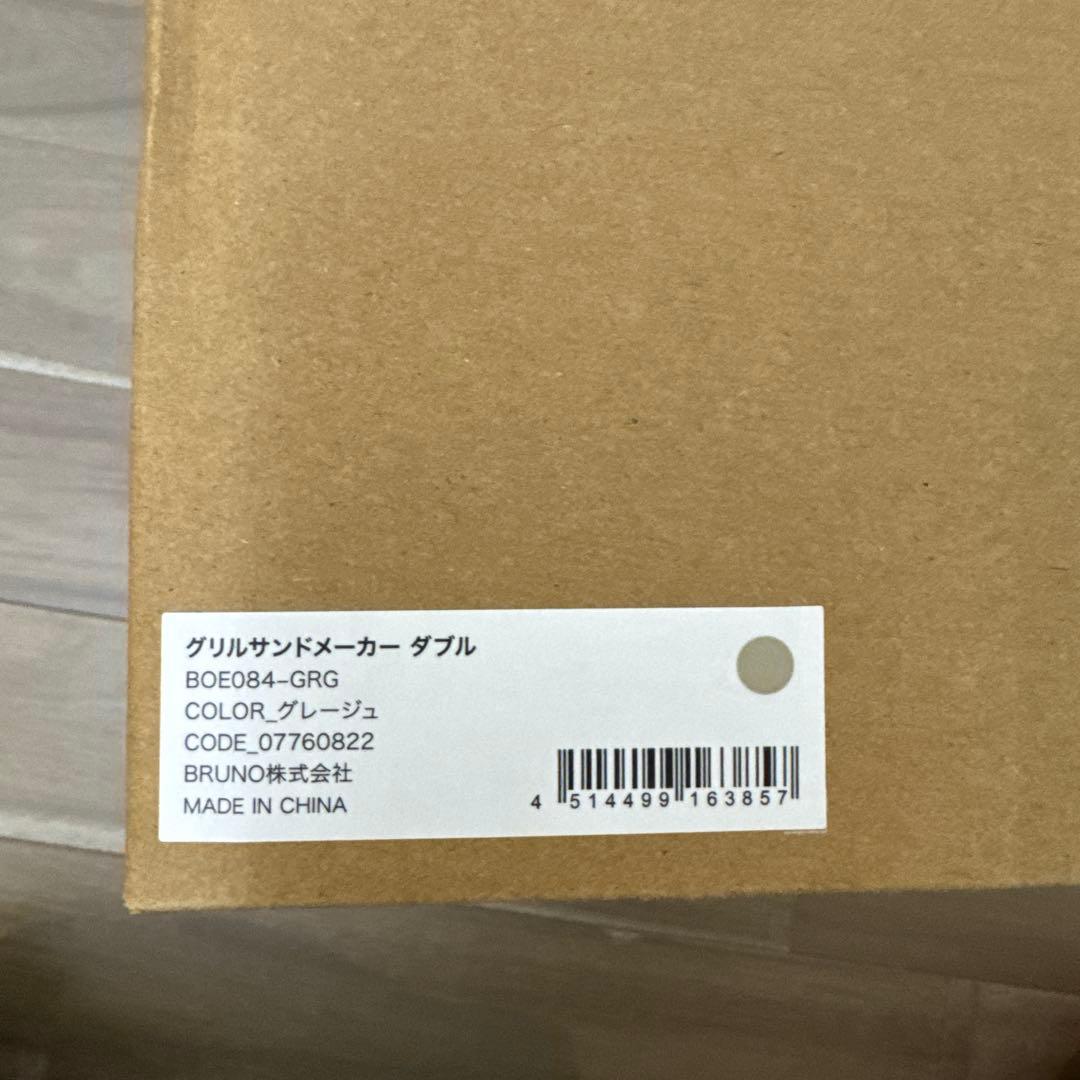 グリルサンドメーカー ダブル
BOE084-GRG
COLOR_グレージュ
CODE_07760822
BRUNO株式会社
MADE IN CHINA
4 514499 163857